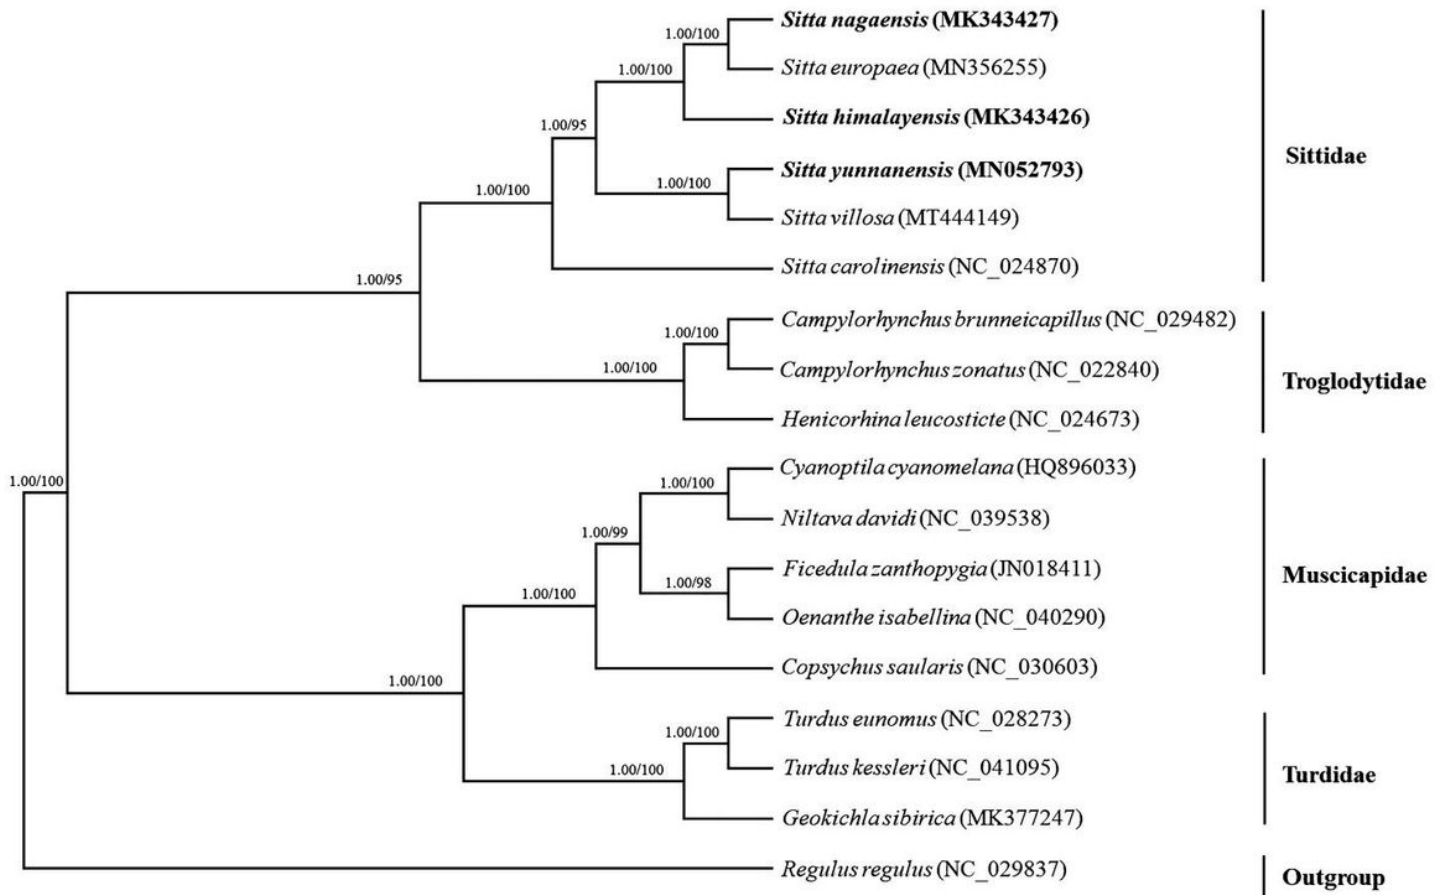 Sitta nagaensis (MK343427)
1.00/100
Sitta europaea (MN356255)
1.00/100
Sitta himalayensis (MK343426)
1.00/95
Sittidae
Sitta yunnanensis (MN052793)
1.00/100
1.00/100
Sitta villosa (MT444149)
Sitta carolinensis (NC_024870)
1.00/95
Campylorhynchus brunneicapillus (NC_029482)
1.00/100
1.00/100
Campylorhynchus zonatus (NC_022840)
Troglodytidae
Henicorhina leucosticte (NC_024673)
Cyanoptila cyanomelana (HQ896033)
1.00/100
1.00/100
Niltava davidi (NC_039538)
1.00/99
Ficedula zanthopygia (JN018411)
Muscicapidae
1.00/98
1.00/100
Oenanthe isabellina (NC_040290)
Copsychus saularis (NC_030603)
1.00/100
Turdus eunomus (NC_028273)
1.00/100
1.00/100
Turdus kessleri (NC_041095)
Turdidae
Geokichla sibirica (MK377247)
Regulus regulus (NC_029837)
Outgroup